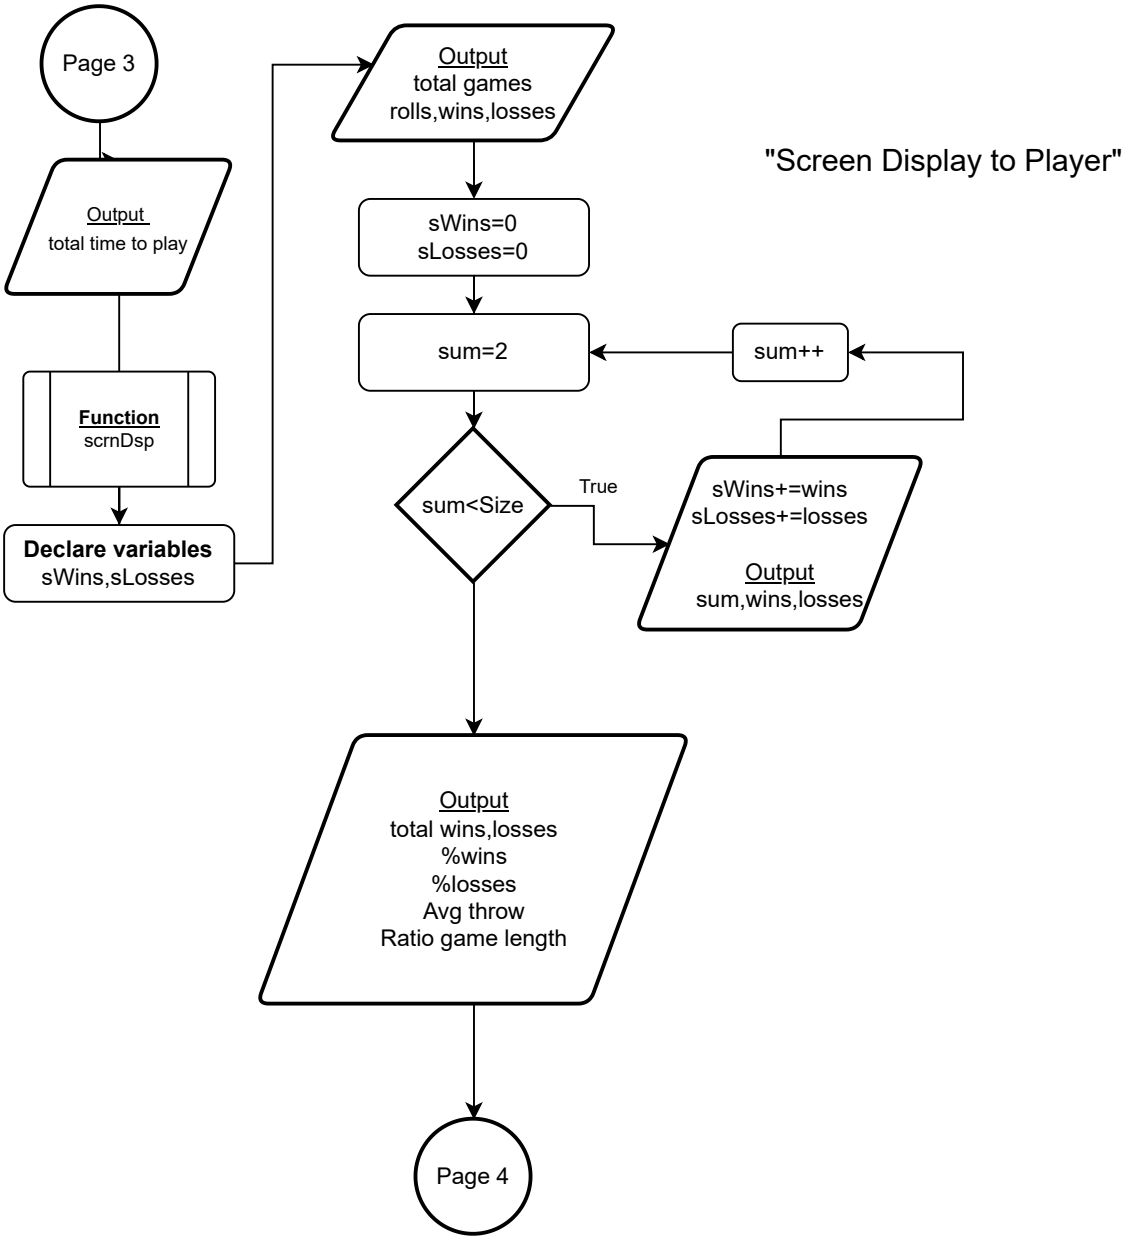 Page 3
Output
total time to play
Function
scrnDsp
Declare variables
sWins,sLosses
Output
total games
rolls,wins,losses
"Screen Display to Player"
sWins=0
sLosses=0
sum=2
sum++
sum<Size
True
sWins+=wins
sLosses+=losses
Output
sum,wins,losses
Output
total wins,losses
%wins
%losses
Avg throw
Ratio game length
Page 4